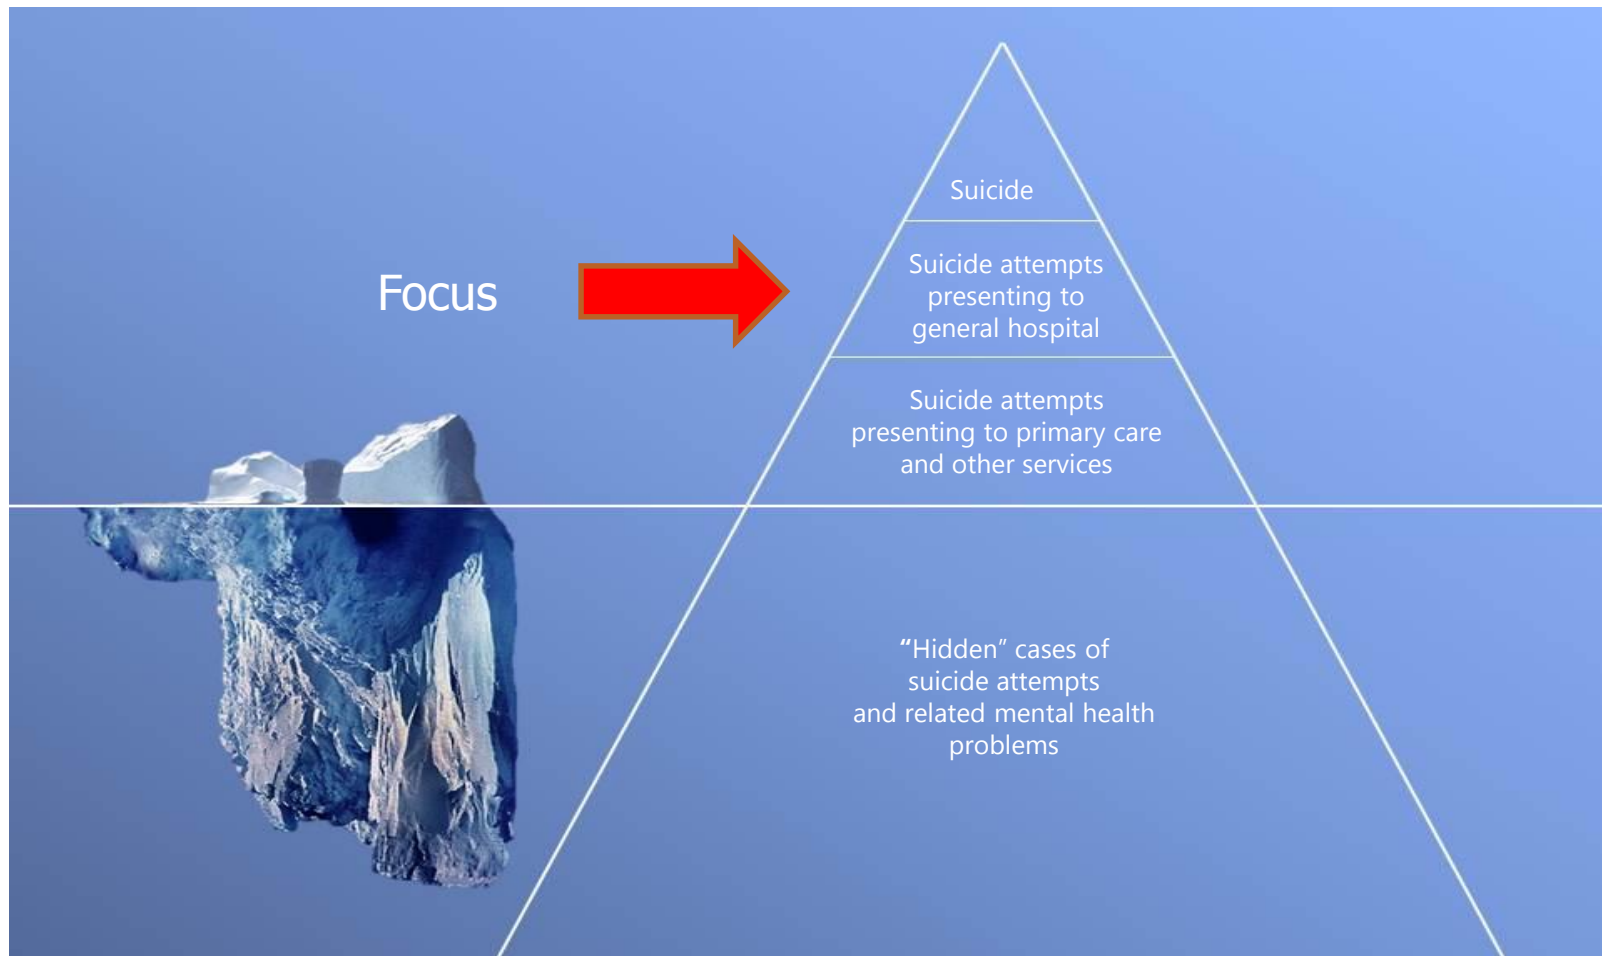 Suicide
Focus
Suicide attempts
presenting to
general hospital
Suicide attempts
presenting to primary care
and other services
“Hidden” cases of
suicide attempts
and related mental health
problems